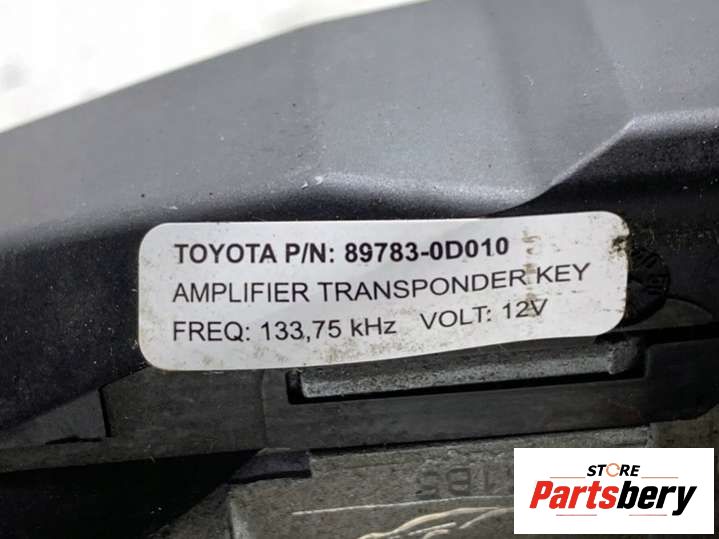 TOYOTA P/N: 89783-0D010
AMPLIFIER TRANSPONDER KEY
FREQ: 133,75 kHz VOLT: 12V
STORE
Partsbery